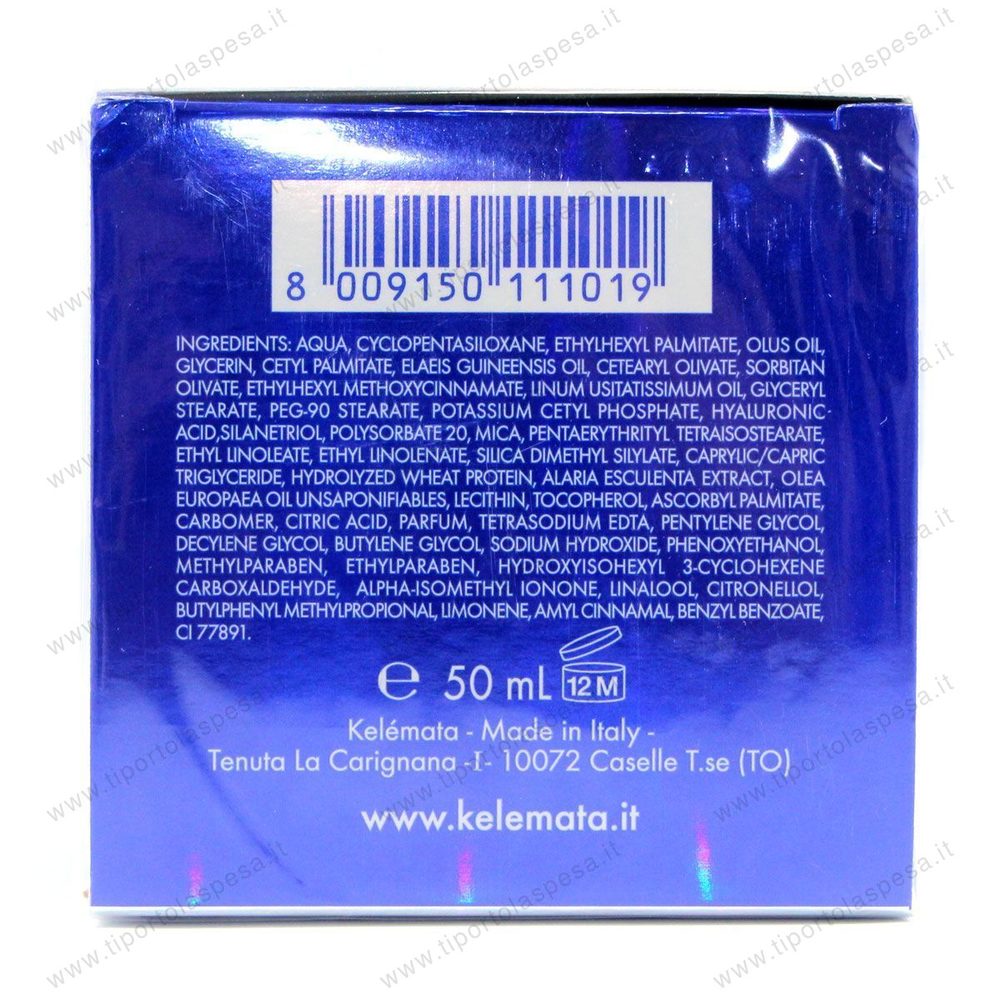 8 009150 111019
INGREDIENTS: AQUA, CYCLOPENTASILOXANE, ETHYLHEXYL PALMITATE, OLUS OIL,
GLYCERIN, CETYL PALMITATE, ELAEIS GUINEENSIS OIL, CETEARYL OLIVATE, SORBITAN
OLIVATE, ETHYLHEXYL METHOXYCINNAMATE, LINUM USITATISSIMUM OIL, GLYCERYL
STEARATE, PEG-90 STEARATE, POTASSIUM CETYL PHOSPHATE, HYALURONIC-
ACID,SILANETRIOL, POLYSORBATE 20, MICA, PENTAERYTHRITYL TETRAISOSTEARATE,
ETHYL LINOLEATE, ETHYL LINOLENATE, SILICA DIMETHYL SILYLATE, CAPRYLIC/CAPRIC
TRIGLYCERIDE, HYDROLYZED WHEAT PROTEIN, ALARIA ESCULENTA EXTRACT, OLEA
EUROPAEA OIL UNSAPONIFIABLES, LECITHIN, TOCOPHEROL, ASCORBYL PALMITATE,
CARBOMER, CITRIC ACID, PARFUM, TETRASODIUM EDTA, PENTYLENE GLYCOL,
DECYLENE GLYCOL, BUTYLENE GLYCOL, SODIUM HYDROXIDE, PHENOXYETHANOL,
METHYLPARABEN, ETHYLPARABEN, HYDROXYISOHEXYL 3-CYCLOHEXENE
CARBOXALDEHYDE, ALPHA-ISOMETHYL IONONE, LINALOOL, CITRONELLOL,
BUTYLPHENYL METHYLPROPIONAL, LIMONENE, AMYL CINNAMAL, BENZYL BENZOATE,
CI 77891.
℮ 50 mL 12 M
Kelémata - Made in Italy -
Tenuta La Carignana -I- 10072 Caselle T.se (TO)
www.kelemata.it
www.tiportolaspesa.it